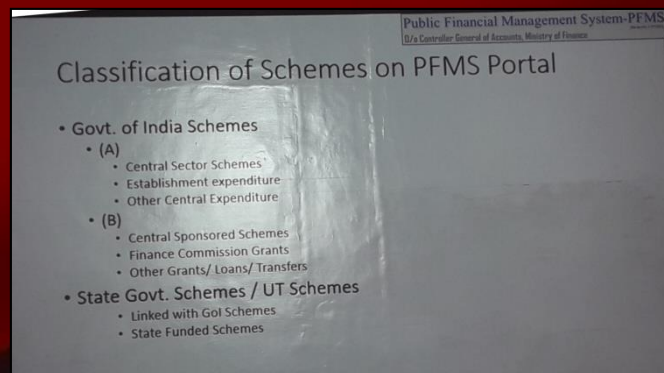 Public Financial Management System-PFMS
O/o Controller General of Accounts, Ministry of Finance
Classification of Schemes on PFMS Portal
• Govt. of India Schemes
• (A)
• Central Sector Schemes
• Establishment expenditure
• Other Central Expenditure
• (B)
• Central Sponsored Schemes
• Finance Commission Grants
• Other Grants/ Loans/ Transfers
• State Govt. Schemes / UT Schemes
• Linked with GoI Schemes
• State Funded Schemes